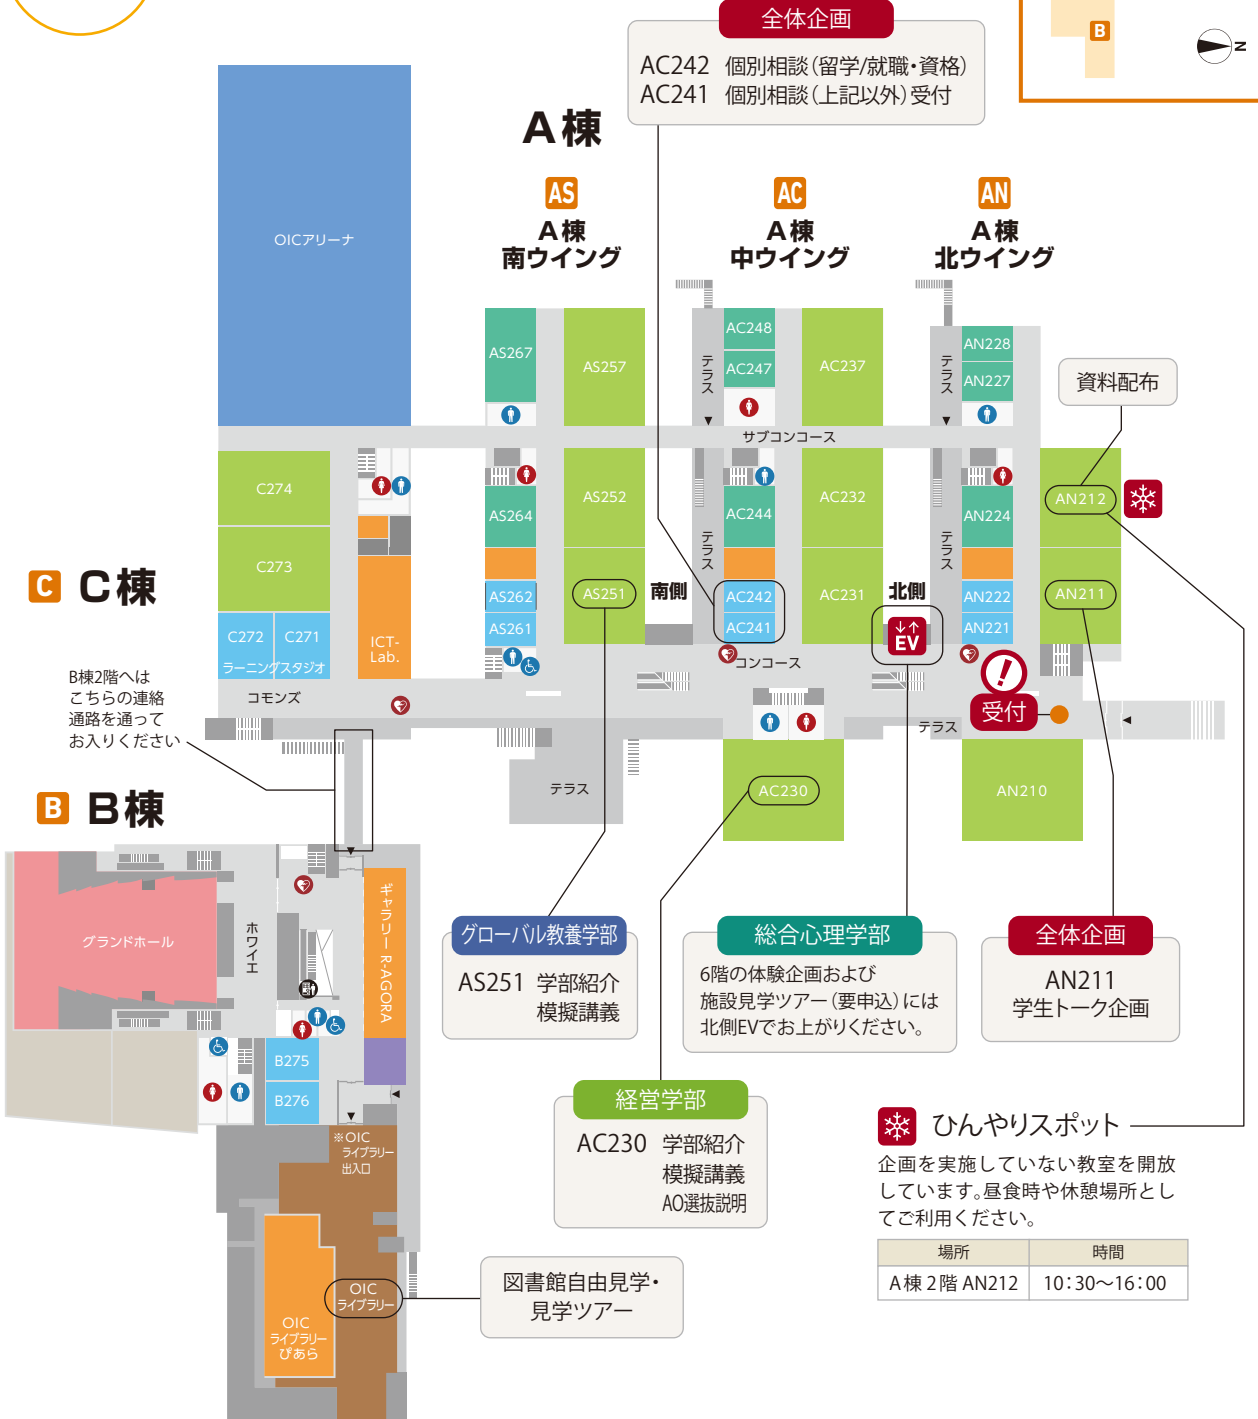 全体企画
AC242 個別相談(留学/就職・資格)
AC241 個別相談(上記以外)受付
B
N
A棟
AS
A棟
南ウイング
AC
A棟
中ウイング
AN
A棟
北ウイング
OICアリーナ
AS267
AS257
テラス
AC248
AC247
AC237
テラス
AN228
AN227
資料配布
サブコンコース
C274
C273
C272
C271
ラーニングスタジオ
ICT-
Lab.
AS264
AS252
AS262
AS261
AS251
南側
テラス
AC244
AC242
AC241
AC232
AC231
北側
EV
テラス
AN224
AN222
AN221
AN212
AN211
C C棟
B棟2階へは
こちらの連絡
通路を通って
お入りください
コモンズ
コンコース
受付
テラス
テラス
AC230
AN210
B B棟
グランドホール
ホワイエ
ギャラリー R-AGORA
B275
B276
※OIC
ライブラリー
出入口
OIC
ライブラリー
OIC
ライブラリー
ぴあら
グローバル教養学部
AS251 学部紹介
模擬講義
総合心理学部
6階の体験企画および
施設見学ツアー(要申込)には
北側EVでお上がりください。
全体企画
AN211
学生トーク企画
経営学部
AC230 学部紹介
模擬講義
AO選抜説明
図書館自由見学・
見学ツアー
ひんやりスポット
企画を実施していない教室を開放
しています。昼食時や休憩場所とし
てご利用ください。
場所 時間
A棟2階 AN212 10:30〜16:00